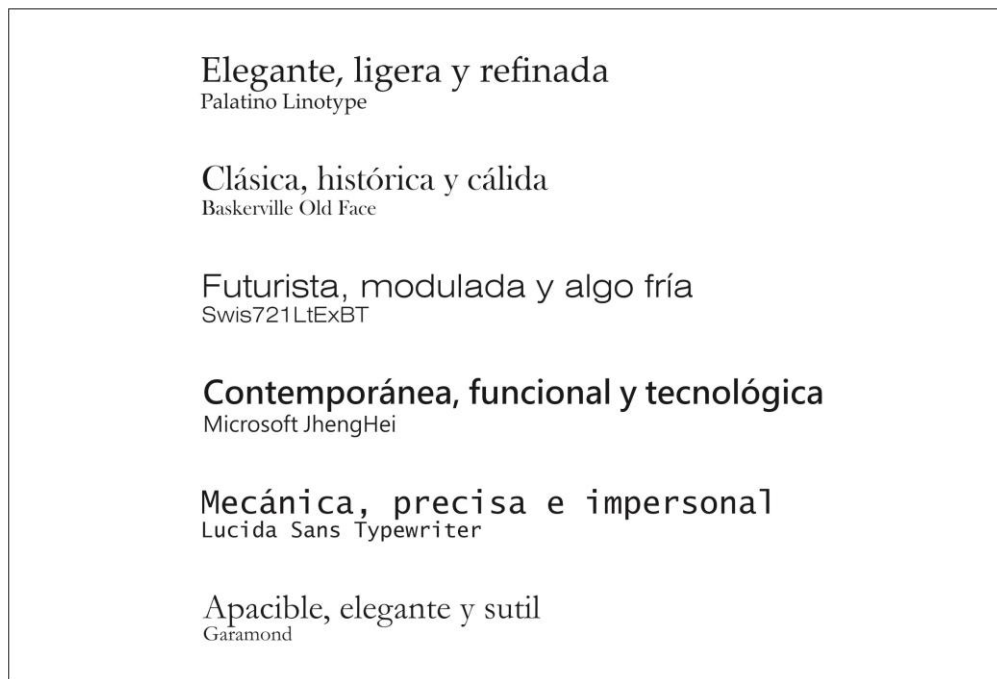 Elegante, ligera y refinada
Palatino Linotype
Clásica, histórica y cálida
Baskerville Old Face
Futurista, modulada y algo fría
Swis721LtExBT
Contemporánea, funcional y tecnológica
Microsoft JhengHei
Mecánica, precisa e impersonal
Lucida Sans Typewriter
Apacible, elegante y sutil
Garamond